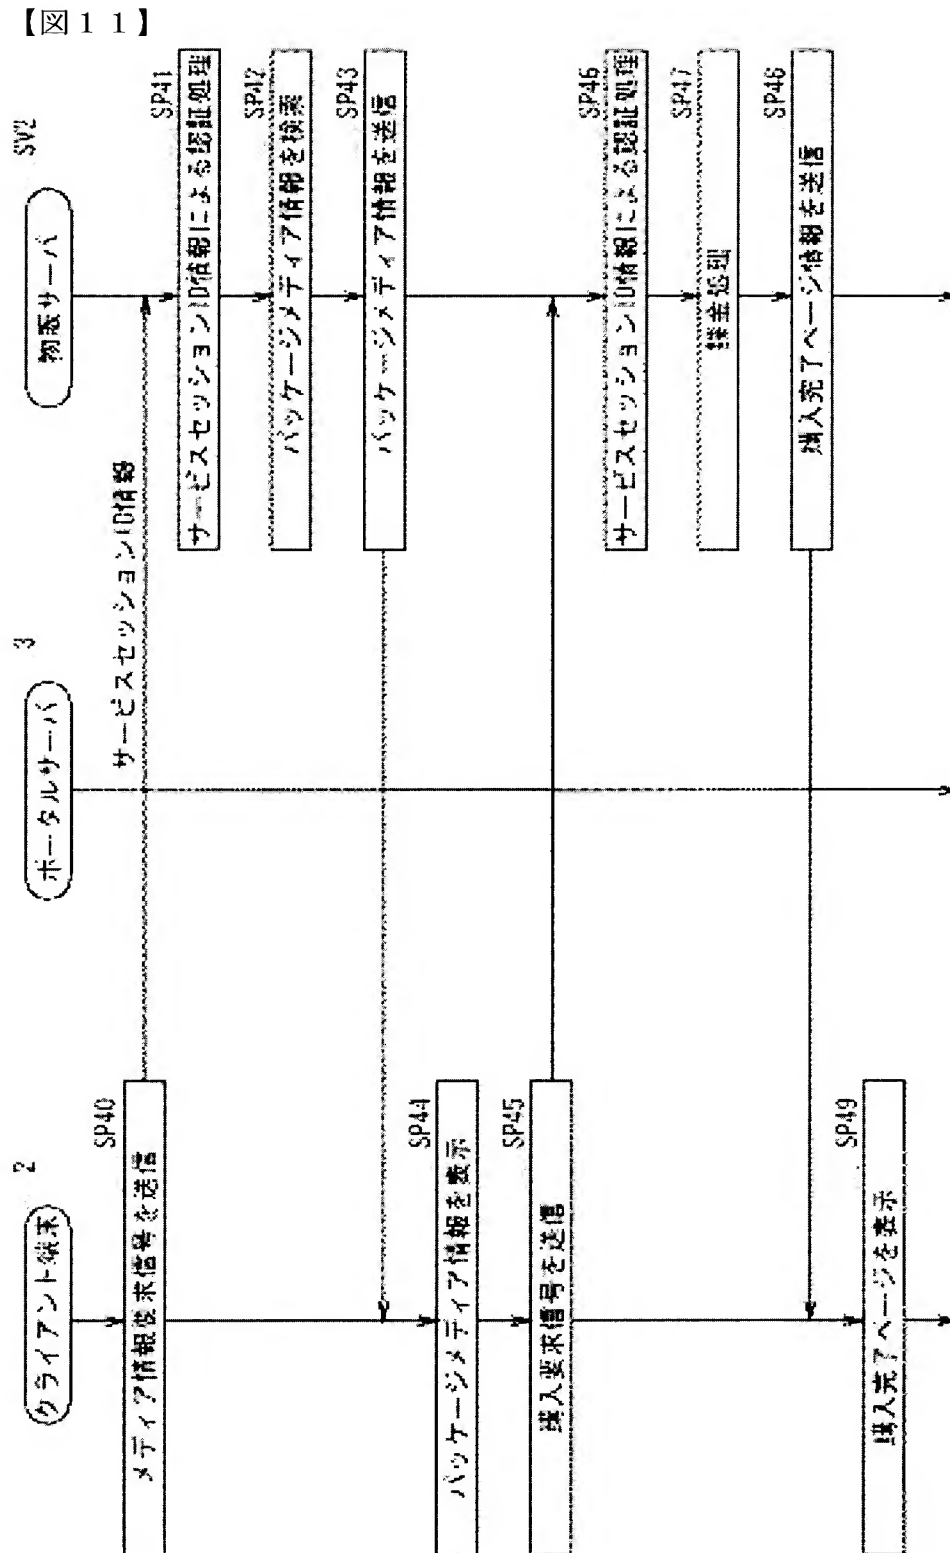 【図１１】
クライアント端末 2
ポータルサーバ 3
物販サーバ SV2
SP40
メディア情報要求信号を送信
サービスセッションID情報
SP41
サービスセッションID情報による認証処理
SP42
パッケージメディア情報を検索
SP43
パッケージメディア情報を送信
SP44
パッケージメディア情報を表示
SP45
購入要求信号を送信
SP46
サービスセッションID情報による認証処理
SP47
課金処理
SP48
購入完了ページ情報を送信
SP49
購入完了ページを表示